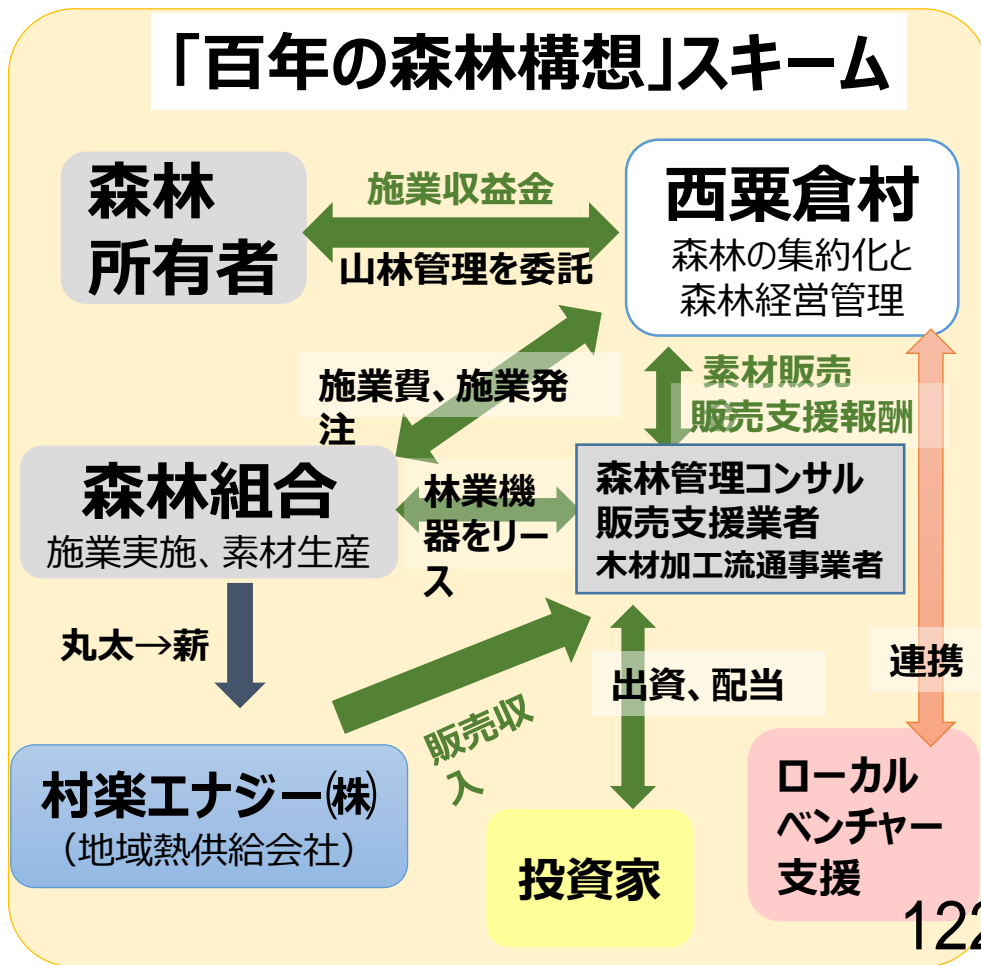 「百年の森林構想」スキーム
森林
所有者
施業収益金
山林管理を委託
西粟倉村
森林の集約化と
森林経営管理
施業費、施業発
注
素材販売
販売支援報酬
森林組合
施業実施、素材生産
林業機
器をリー
ス
森林管理コンサル
販売支援業者
木材加工流通事業者
丸太→薪
販売収
入
出資、配当
連携
村楽エナジー㈱
（地域熱供給会社）
投資家
ローカル
ベンチャー
支援
122